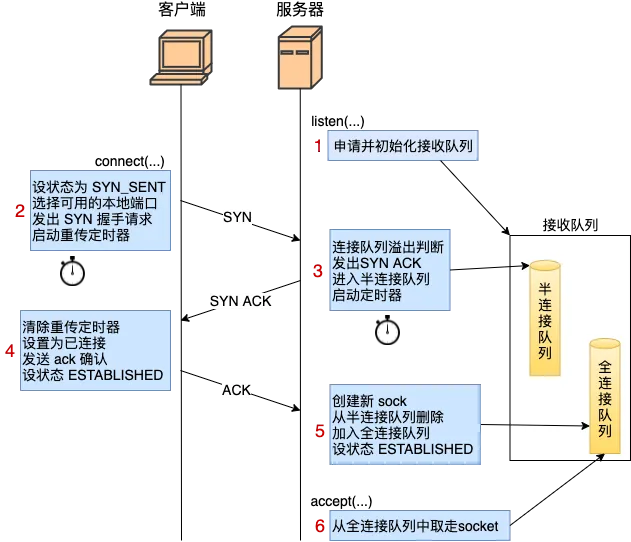 客户端
服务器
listen(...)
1
申请并初始化接收队列
connect(...)
2
设状态为 SYN_SENT
选择可用的本地端口
发出 SYN 握手请求
启动重传定时器
SYN
接收队列
3
连接队列溢出判断
发出SYN ACK
进入半连接队列
启动定时器
半连接队列
SYN ACK
4
清除重传定时器
设置为已连接
发送 ack 确认
设状态 ESTABLISHED
全连接队列
ACK
5
创建新 sock
从半连接队列删除
加入全连接队列
设状态 ESTABLISHED
accept(...)
6
从全连接队列中取走socket